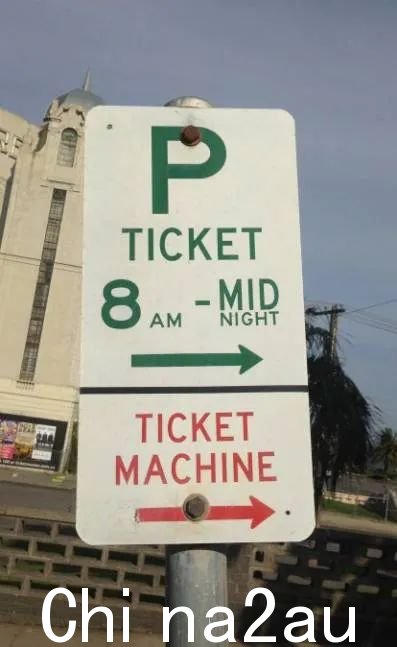 P
TICKET
8 AM - MID NIGHT
TICKET
MACHINE
Chi na2au